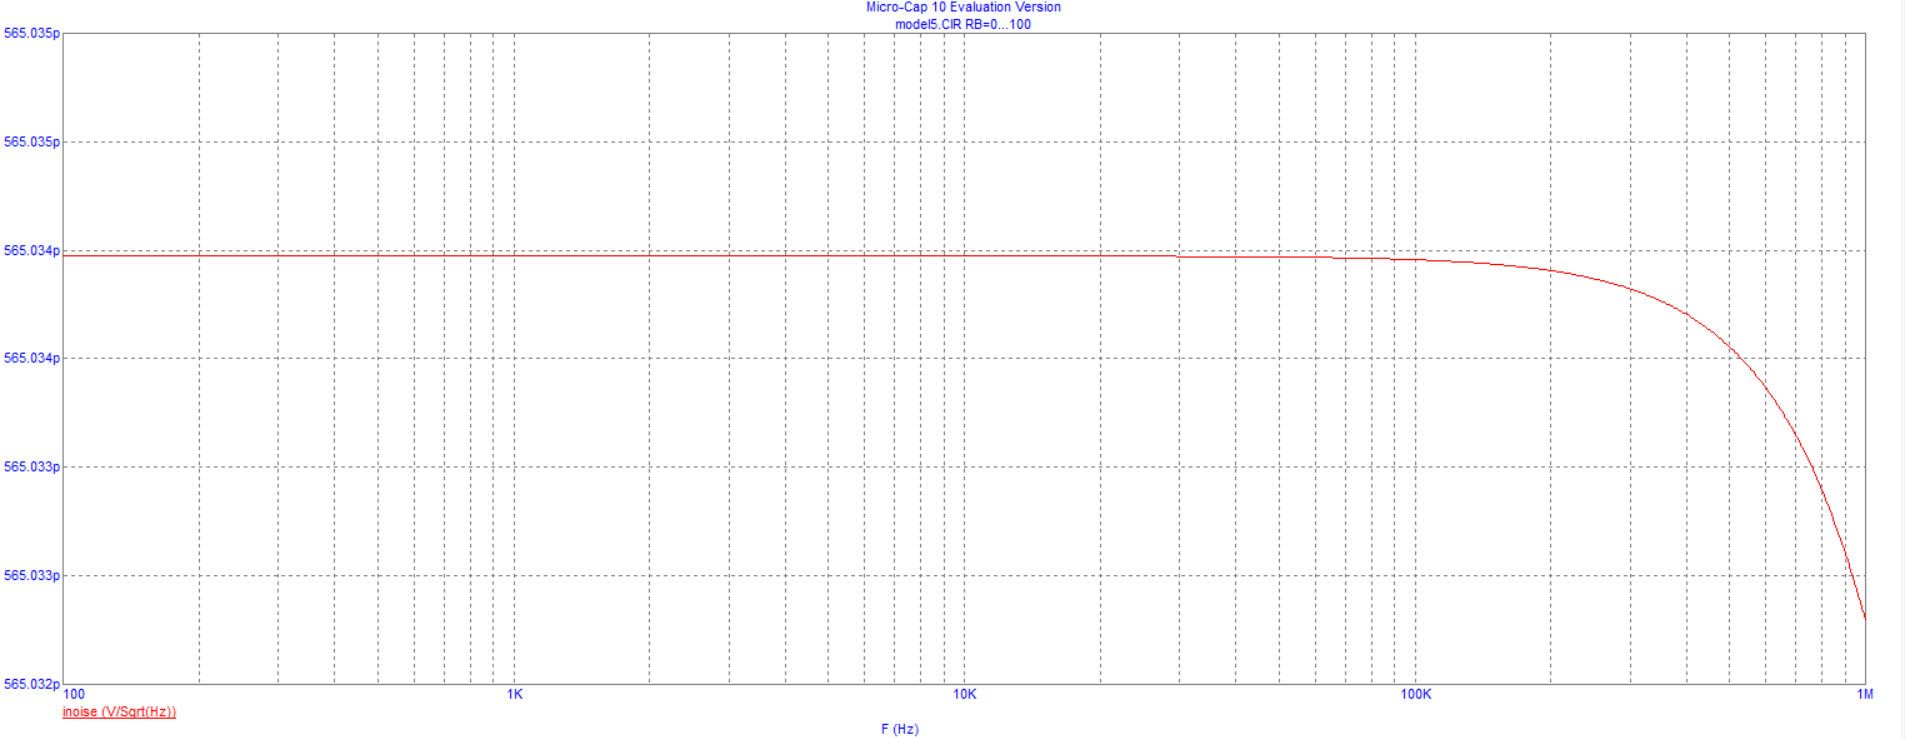 Micro-Cap 10 Evaluation Version
model5.CIR RB=0...100
565.035p
565.035p
565.034p
565.034p
565.033p
565.033p
565.032p
100 1K 10K 100K 1M
inoise (V/Sqrt(Hz))
F (Hz)